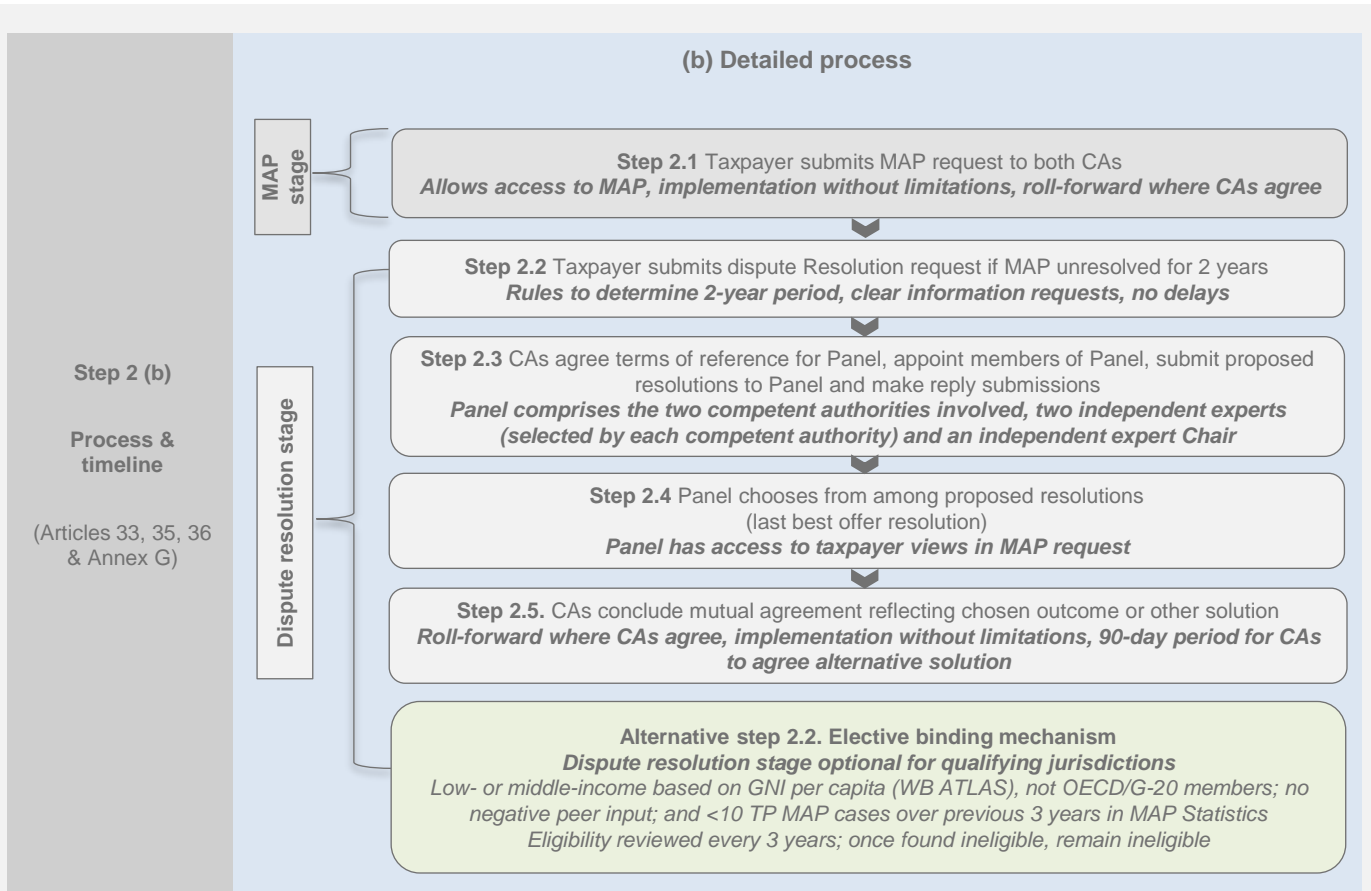 (b) Detailed process
Step 2 (b)
Process &
timeline
(Articles 33, 35, 36
& Annex G)
MAP
stage
Step 2.1 Taxpayer submits MAP request to both CAs
Allows access to MAP, implementation without limitations, roll-forward where CAs agree
Dispute resolution stage
Step 2.2 Taxpayer submits dispute Resolution request if MAP unresolved for 2 years
Rules to determine 2-year period, clear information requests, no delays
Step 2.3 CAs agree terms of reference for Panel, appoint members of Panel, submit proposed
resolutions to Panel and make reply submissions
Panel comprises the two competent authorities involved, two independent experts
(selected by each competent authority) and an independent expert Chair
Step 2.4 Panel chooses from among proposed resolutions
(last best offer resolution)
Panel has access to taxpayer views in MAP request
Step 2.5. CAs conclude mutual agreement reflecting chosen outcome or other solution
Roll-forward where CAs agree, implementation without limitations, 90-day period for CAs
to agree alternative solution
Alternative step 2.2. Elective binding mechanism
Dispute resolution stage optional for qualifying jurisdictions
Low- or middle-income based on GNI per capita (WB ATLAS), not OECD/G-20 members; no
negative peer input; and <10 TP MAP cases over previous 3 years in MAP Statistics
Eligibility reviewed every 3 years; once found ineligible, remain ineligible